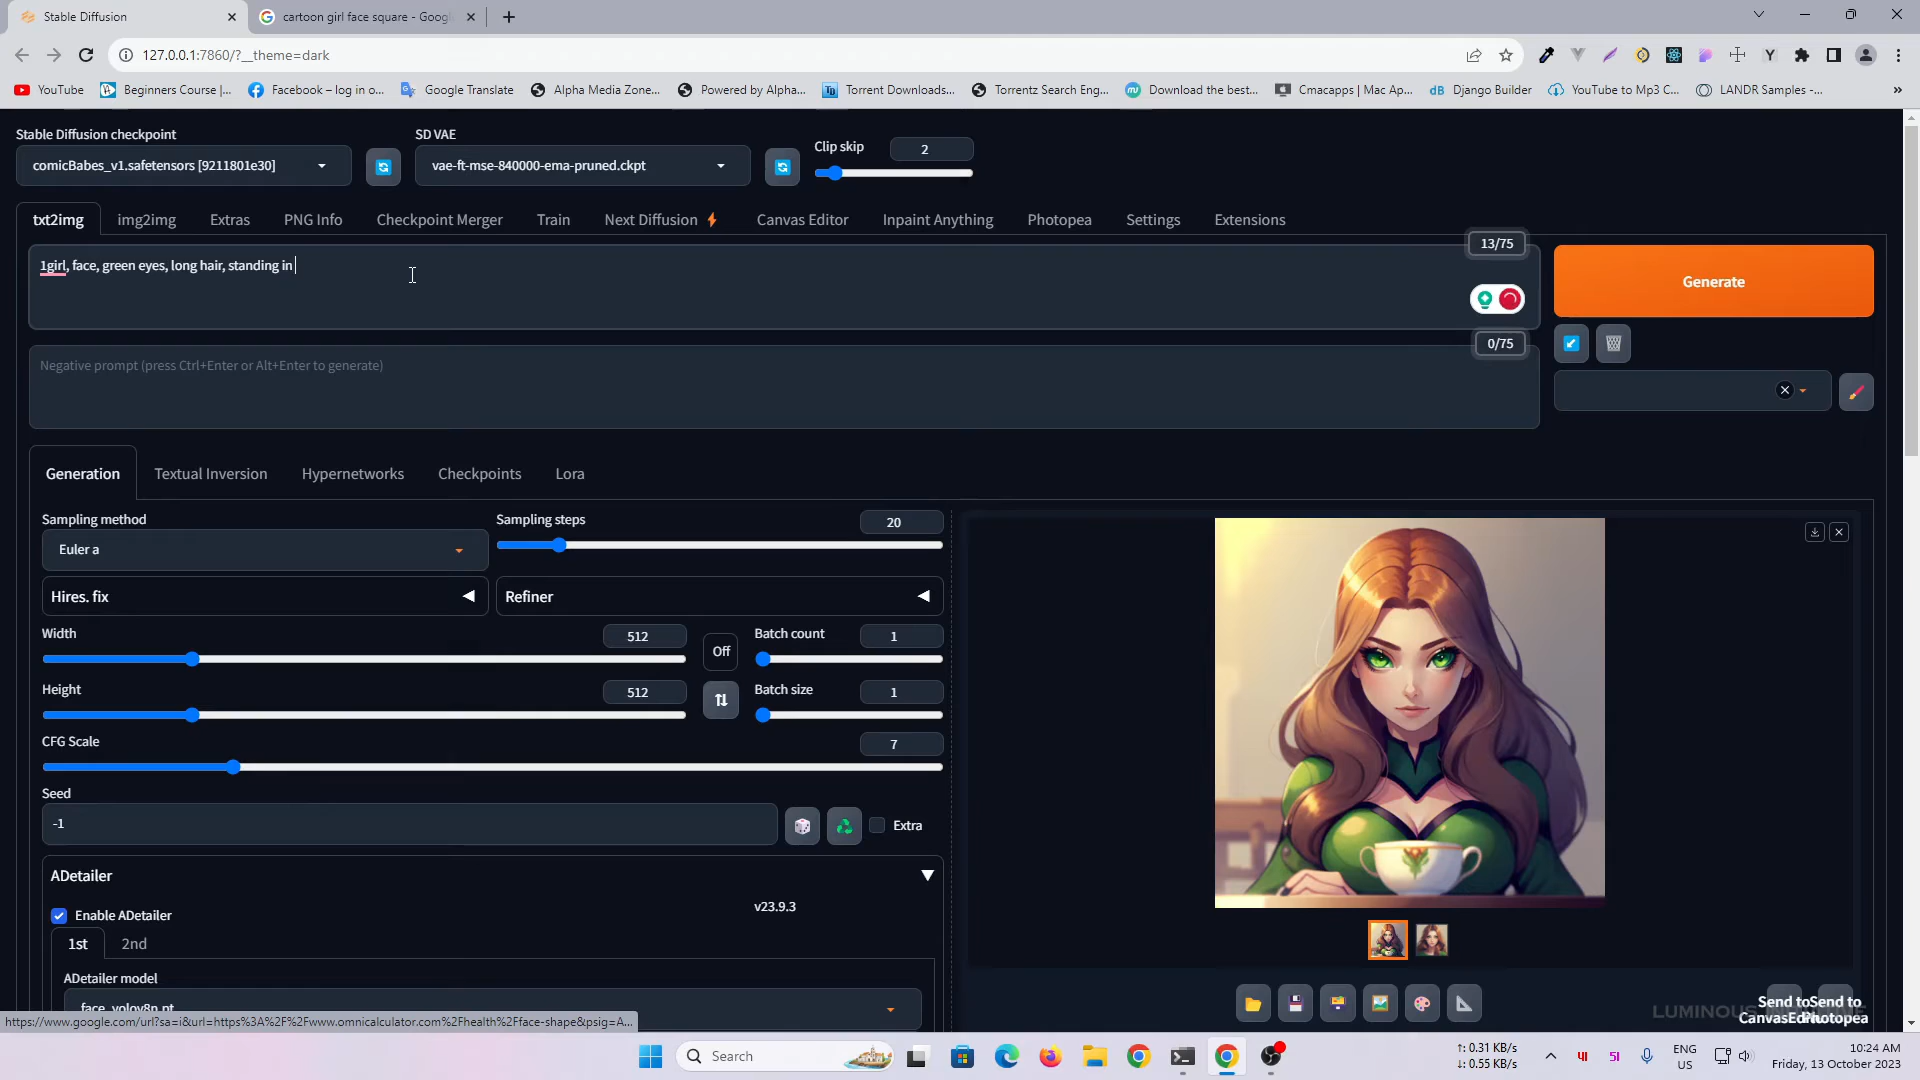 Stable Diffusion
cartoon girl face square - Goog
127.0.0.1:7860/?__theme=dark
YouTube
Beginners Course |...
Facebook – log in o...
Google Translate
Alpha Media Zone...
Powered by Alpha...
Torrent Downloads...
Torrentz Search Eng...
Download the best...
Cmacapps | Mac Ap...
Django Builder
YouTube to Mp3 C...
LANDR Samples -...
»
Stable Diffusion checkpoint
SD VAE
Clip skip
2
comicBabes_v1.safetensors [9211801e30]
vae-ft-mse-840000-ema-pruned.ckpt
txt2img
img2img
Extras
PNG Info
Checkpoint Merger
Train
Next Diffusion
Canvas Editor
Inpaint Anything
Photopea
Settings
Extensions
13/75
1girl, face, green eyes, long hair, standing in
Generate
0/75
Negative prompt (press Ctrl+Enter or Alt+Enter to generate)
Generation
Textual Inversion
Hypernetworks
Checkpoints
Lora
Sampling method
Sampling steps
20
Euler a
Hires. fix
Refiner
Width
512
Off
Batch count
1
Height
512
Batch size
1
CFG Scale
7
Seed
-1
Extra
ADetailer
v23.9.3
Enable ADetailer
1st
2nd
ADetailer model
face_yolov8n.pt
https://www.google.com/url?sa=i&url=https%3A%2F%2Fwww.omnicalculator.com%2Fhealth%2Fface-shape&psig=A...
Send to
CanvasEdit
Send to
Photopea
Search
↑: 0.31 KB/s
↓: 0.55 KB/s
ENG
US
10:24 AM
Friday, 13 October 2023